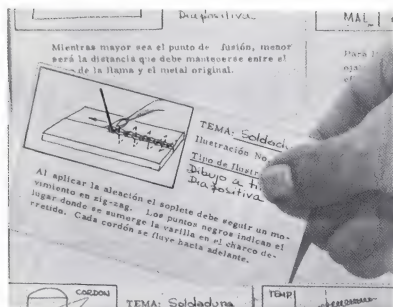 Diapositiva
MAL
Mientras mayor sea el punto de fusión, menor
será la distancia que debe mantenerse entre el
de la flama y el metal original.
Para
TEMA: Soldad
Ilustración No.
Tipo de Ilustr
Dibujo a
Diapositiva
Al aplicar la aleación el soplete debe seguir un mo-
vimiento en zig-zag. Los puntos negros indican el
lugar donde se sumerge la varilla en el charco de-
rretido. Cada cordón se fluye hacia adelante.
CORDON
TEMA: Soldadura
TEMP